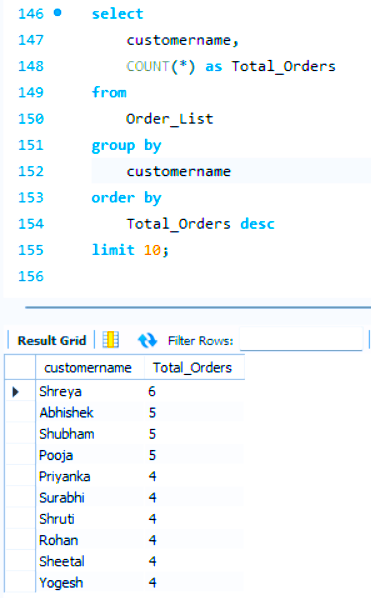 146 select
147 customername,
148 COUNT(*) as Total_Orders
149 from
150 Order_List
151 group by
152 customername
153 order by
154 Total_Orders desc
155 limit 10;
156
Result Grid Filter Rows:
customername Total_Orders
Shreya 6
Abhishek 5
Shubham 5
Pooja 5
Priyanka 4
Surabhi 4
Shruti 4
Rohan 4
Sheetal 4
Yogesh 4